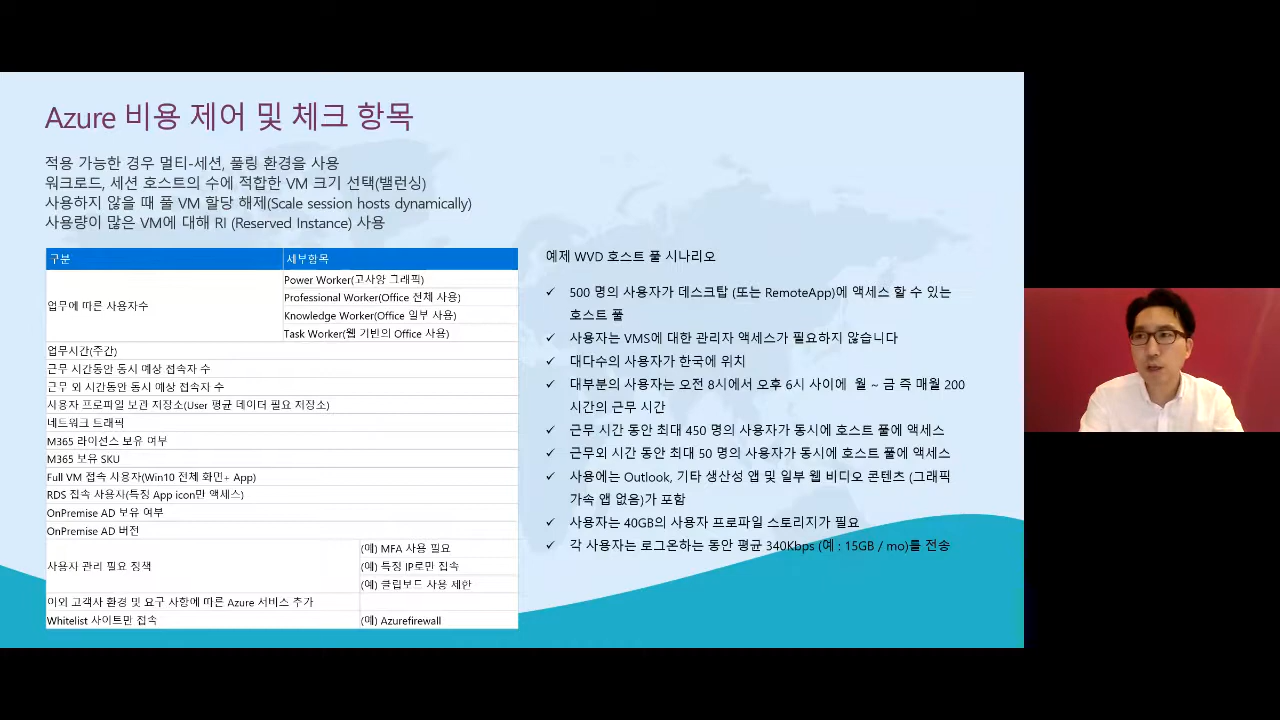 Azure 비용 제어 및 체크 항목
적용 가능한 경우 멀티-세션, 풀링 환경을 사용
워크로드, 세션 호스트의 수에 적합한 VM 크기 선택(밸런싱)
사용하지 않을 때 풀 VM 할당 해제(Scale session hosts dynamically)
사용량이 많은 VM에 대해 RI (Reserved Instance) 사용
구분 세부항목
업무에 따른 사용자수
Power Worker(고사양 그래픽)
Professional Worker(Office 전체 사용)
Knowledge Worker(Office 일부 사용)
Task Worker(웹 기반의 Office 사용)
업무시간(주간)
근무 시간동안 동시 예상 접속자 수
근무 외 시간동안 동시 예상 접속자 수
사용자 프로파일 보관 저장소(User 평균 데이터 필요 저장소)
네트워크 트래픽
M365 라이선스 보유 여부
M365 보유 SKU
Full VM 접속 사용자(Win10 전체 화면+ App)
RDS 접속 사용자(특정 App icon만 액세스)
OnPremise AD 보유 여부
OnPremise AD 버전
사용자 관리 필요 정책
(예) MFA 사용 필요
(예) 특정 IP로만 접속
(예) 클립보드 사용 제한
이외 고객사 환경 및 요구 사항에 따른 Azure 서비스 추가
Whitelist 사이트만 접속 (예) Azurefirewall
예제 WVD 호스트 풀 시나리오
✓ 500 명의 사용자가 데스크탑 (또는 RemoteApp)에 액세스 할 수 있는
호스트 풀
✓ 사용자는 VMS에 대한 관리자 액세스가 필요하지 않습니다
✓ 대다수의 사용자가 한국에 위치
✓ 대부분의 사용자는 오전 8시에서 오후 6시 사이에 월 ~ 금 즉 매월 200
시간의 근무 시간
✓ 근무 시간 동안 최대 450 명의 사용자가 동시에 호스트 풀에 액세스
✓ 근무외 시간 동안 최대 50 명의 사용자가 동시에 호스트 풀에 액세스
✓ 사용에는 Outlook, 기타 생산성 앱 및 일부 웹 비디오 콘텐츠 (그래픽
가속 앱 없음)가 포함
✓ 사용자는 40GB의 사용자 프로파일 스토리지가 필요
✓ 각 사용자는 로그온하는 동안 평균 340Kbps (예 : 15GB / mo)를 전송